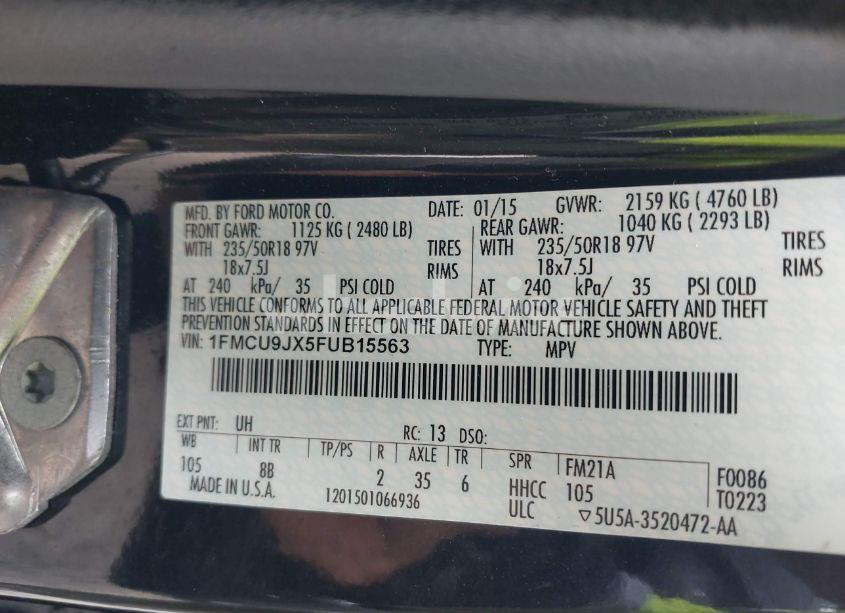 MFD. BY FORD MOTOR CO. DATE: 01/15 GVWR: 2159 KG ( 4760 LB)
FRONT GAWR: 1125 KG ( 2480 LB) REAR GAWR: 1040 KG ( 2293 LB)
WITH 235/50R18 97V TIRES WITH 235/50R18 97V TIRES
18x7.5J RIMS 18x7.5J RIMS
AT 240 kPa/ 35 PSI COLD AT 240 kPa/ 35 PSI COLD
THIS VEHICLE CONFORMS TO ALL APPLICABLE FEDERAL MOTOR VEHICLE SAFETY AND THEFT
PREVENTION STANDARDS IN EFFECT ON THE DATE OF MANUFACTURE SHOWN ABOVE.
VIN: 1FMCU9JX5FUB15563 TYPE: MPV
EXT PNT: UH RC: 13 DSO:
WB INT TR TP/PS R AXLE TR SPR FM21A F0086
105 8B 2 35 6 HHCC 105 T0223
MADE IN U.S.A. 1201501066936 ULC ▽5U5A-3520472-AA